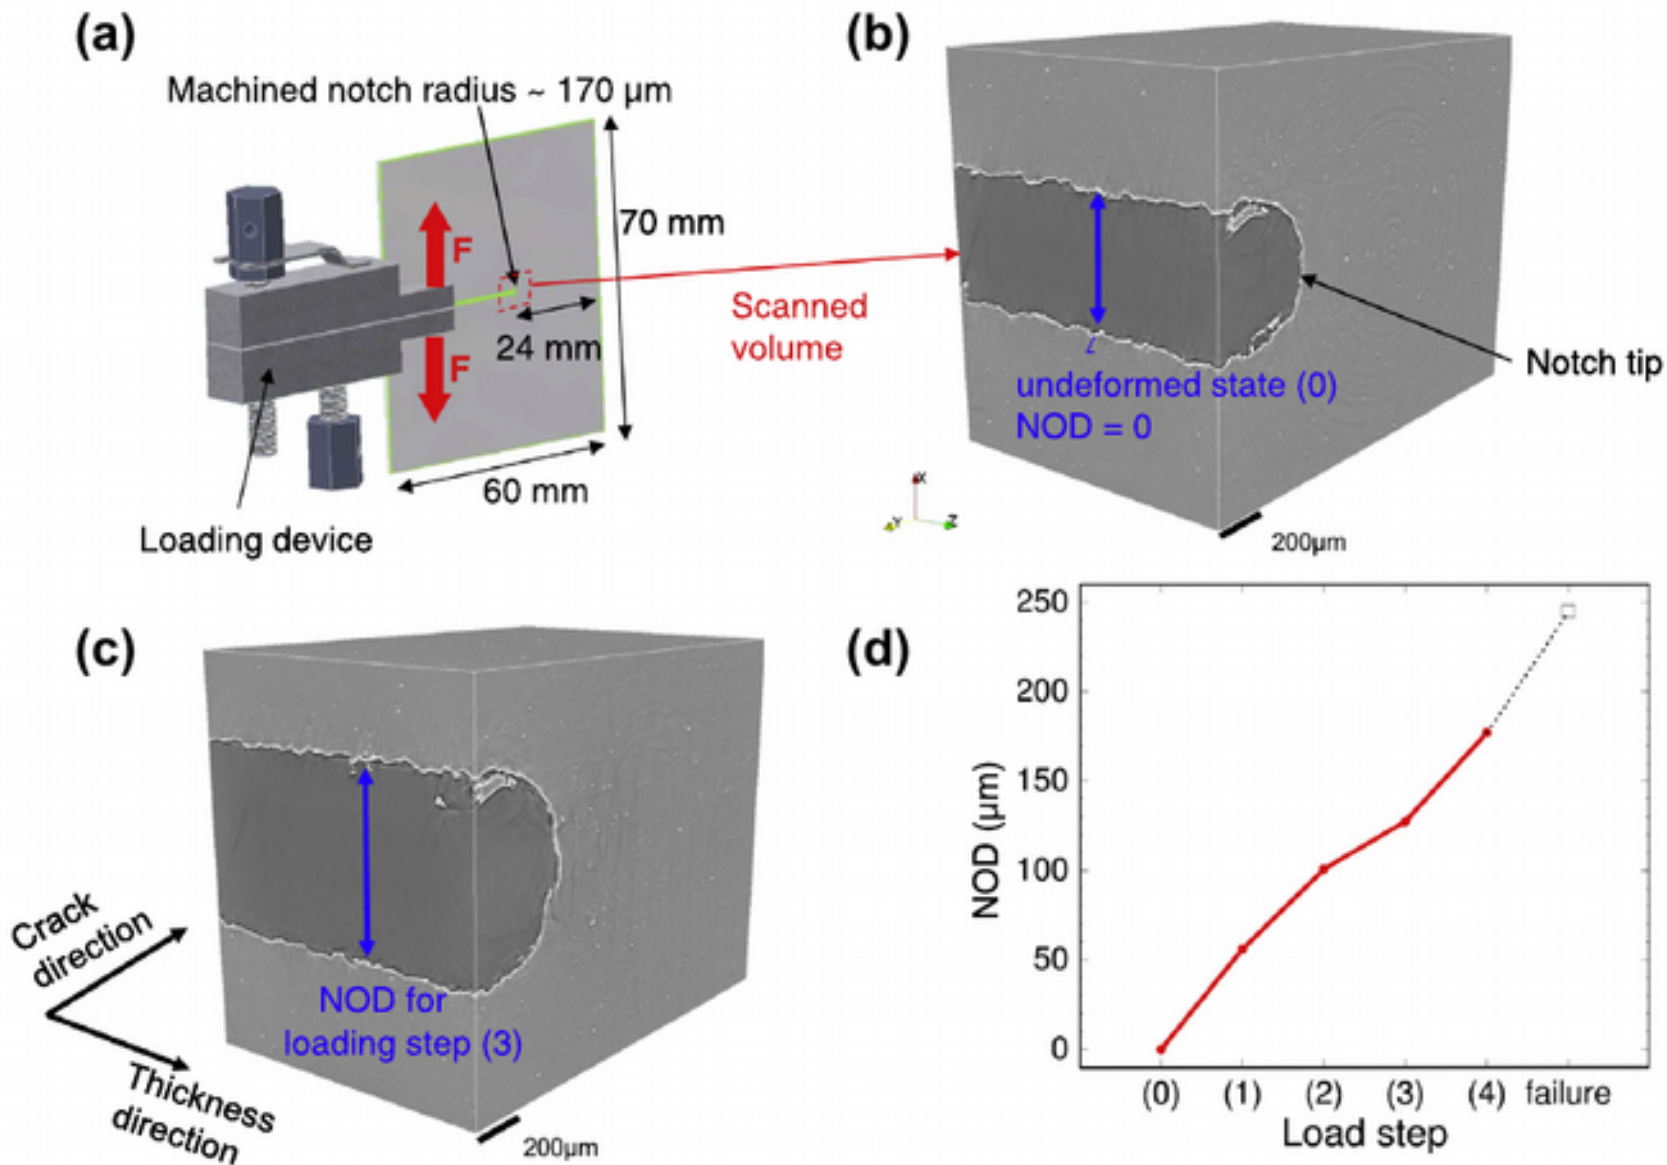 (a)
Machined notch radius ~ 170 µm
F
F
70 mm
24 mm
60 mm
Loading device
Scanned
volume
(b)
undeformed state (0)
NOD = 0
Notch tip
X
Y
Z
200µm
(c)
Crack
direction
NOD for
loading step (3)
Thickness
direction
200µm
(d)
NOD (µm)
250
200
150
100
50
0
(0) (1) (2) (3) (4) failure
Load step